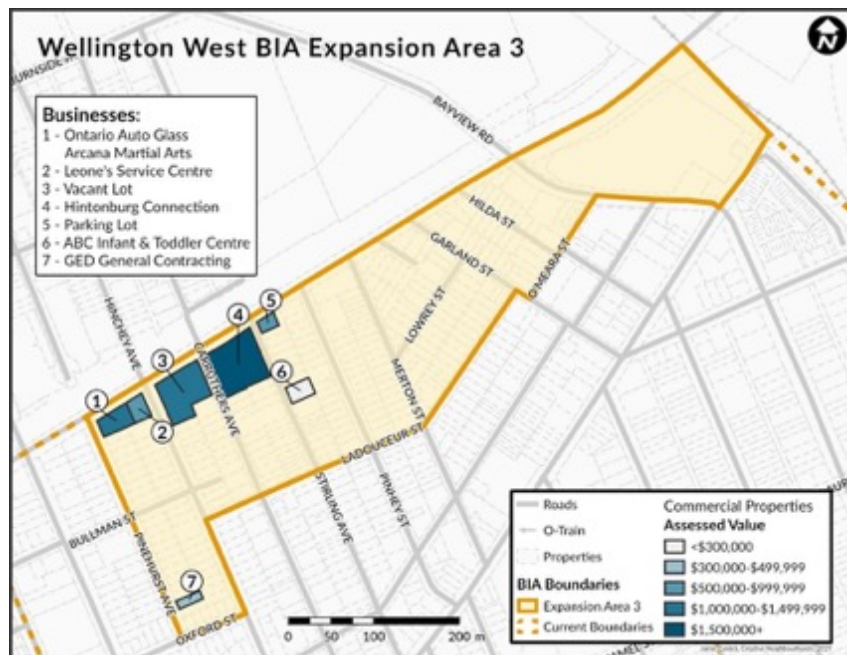 Wellington West BIA Expansion Area 3
N
BURNSIDE
BAYVIEW RD
Businesses:
1 - Ontario Auto Glass
Arcana Martial Arts
2 - Leone's Service Centre
3 - Vacant Lot
4 - Hintonburg Connection
5 - Parking Lot
6 - ABC Infant & Toddler Centre
7 - GED General Contracting
HILDA ST
GARLAND ST
O'MEARA ST
LOWREY ST
HINCHEY AVE
CARROTHERS AVE
MERTON ST
1
2
3
4
5
6
7
LADOUCEUR ST
STIRLING AVE
PINHEY ST
BULLMAN ST
PINEHURST AVE
OXFORD ST
0 50 100 200 m
Roads
O-Train
Properties
BIA Boundaries
Expansion Area 3
Current Boundaries
Commercial Properties
Assessed Value
<$300,000
$300,000-$499,999
$500,000-$999,999
$1,000,000-$1,499,999
$1,500,000+